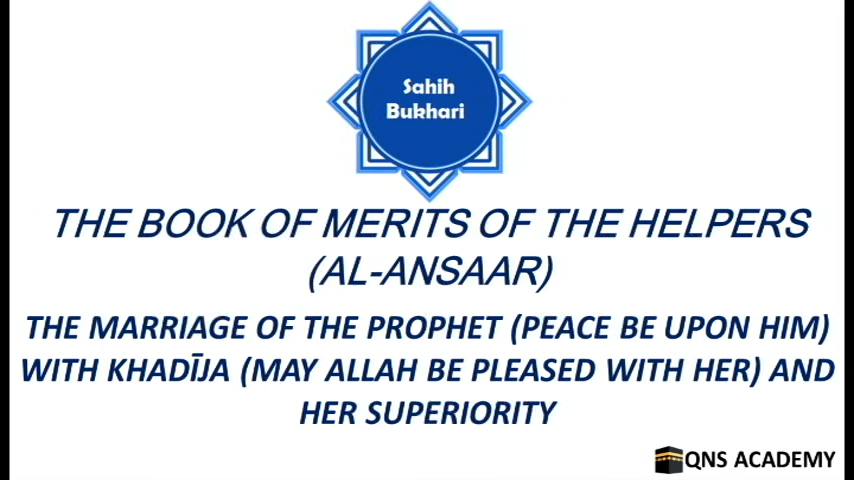 Sahih
Bukhari
THE BOOK OF MERITS OF THE HELPERS
(AL-ANSAAR)
THE MARRIAGE OF THE PROPHET (PEACE BE UPON HIM)
WITH KHADĪJA (MAY ALLAH BE PLEASED WITH HER) AND
HER SUPERIORITY
QNS ACADEMY